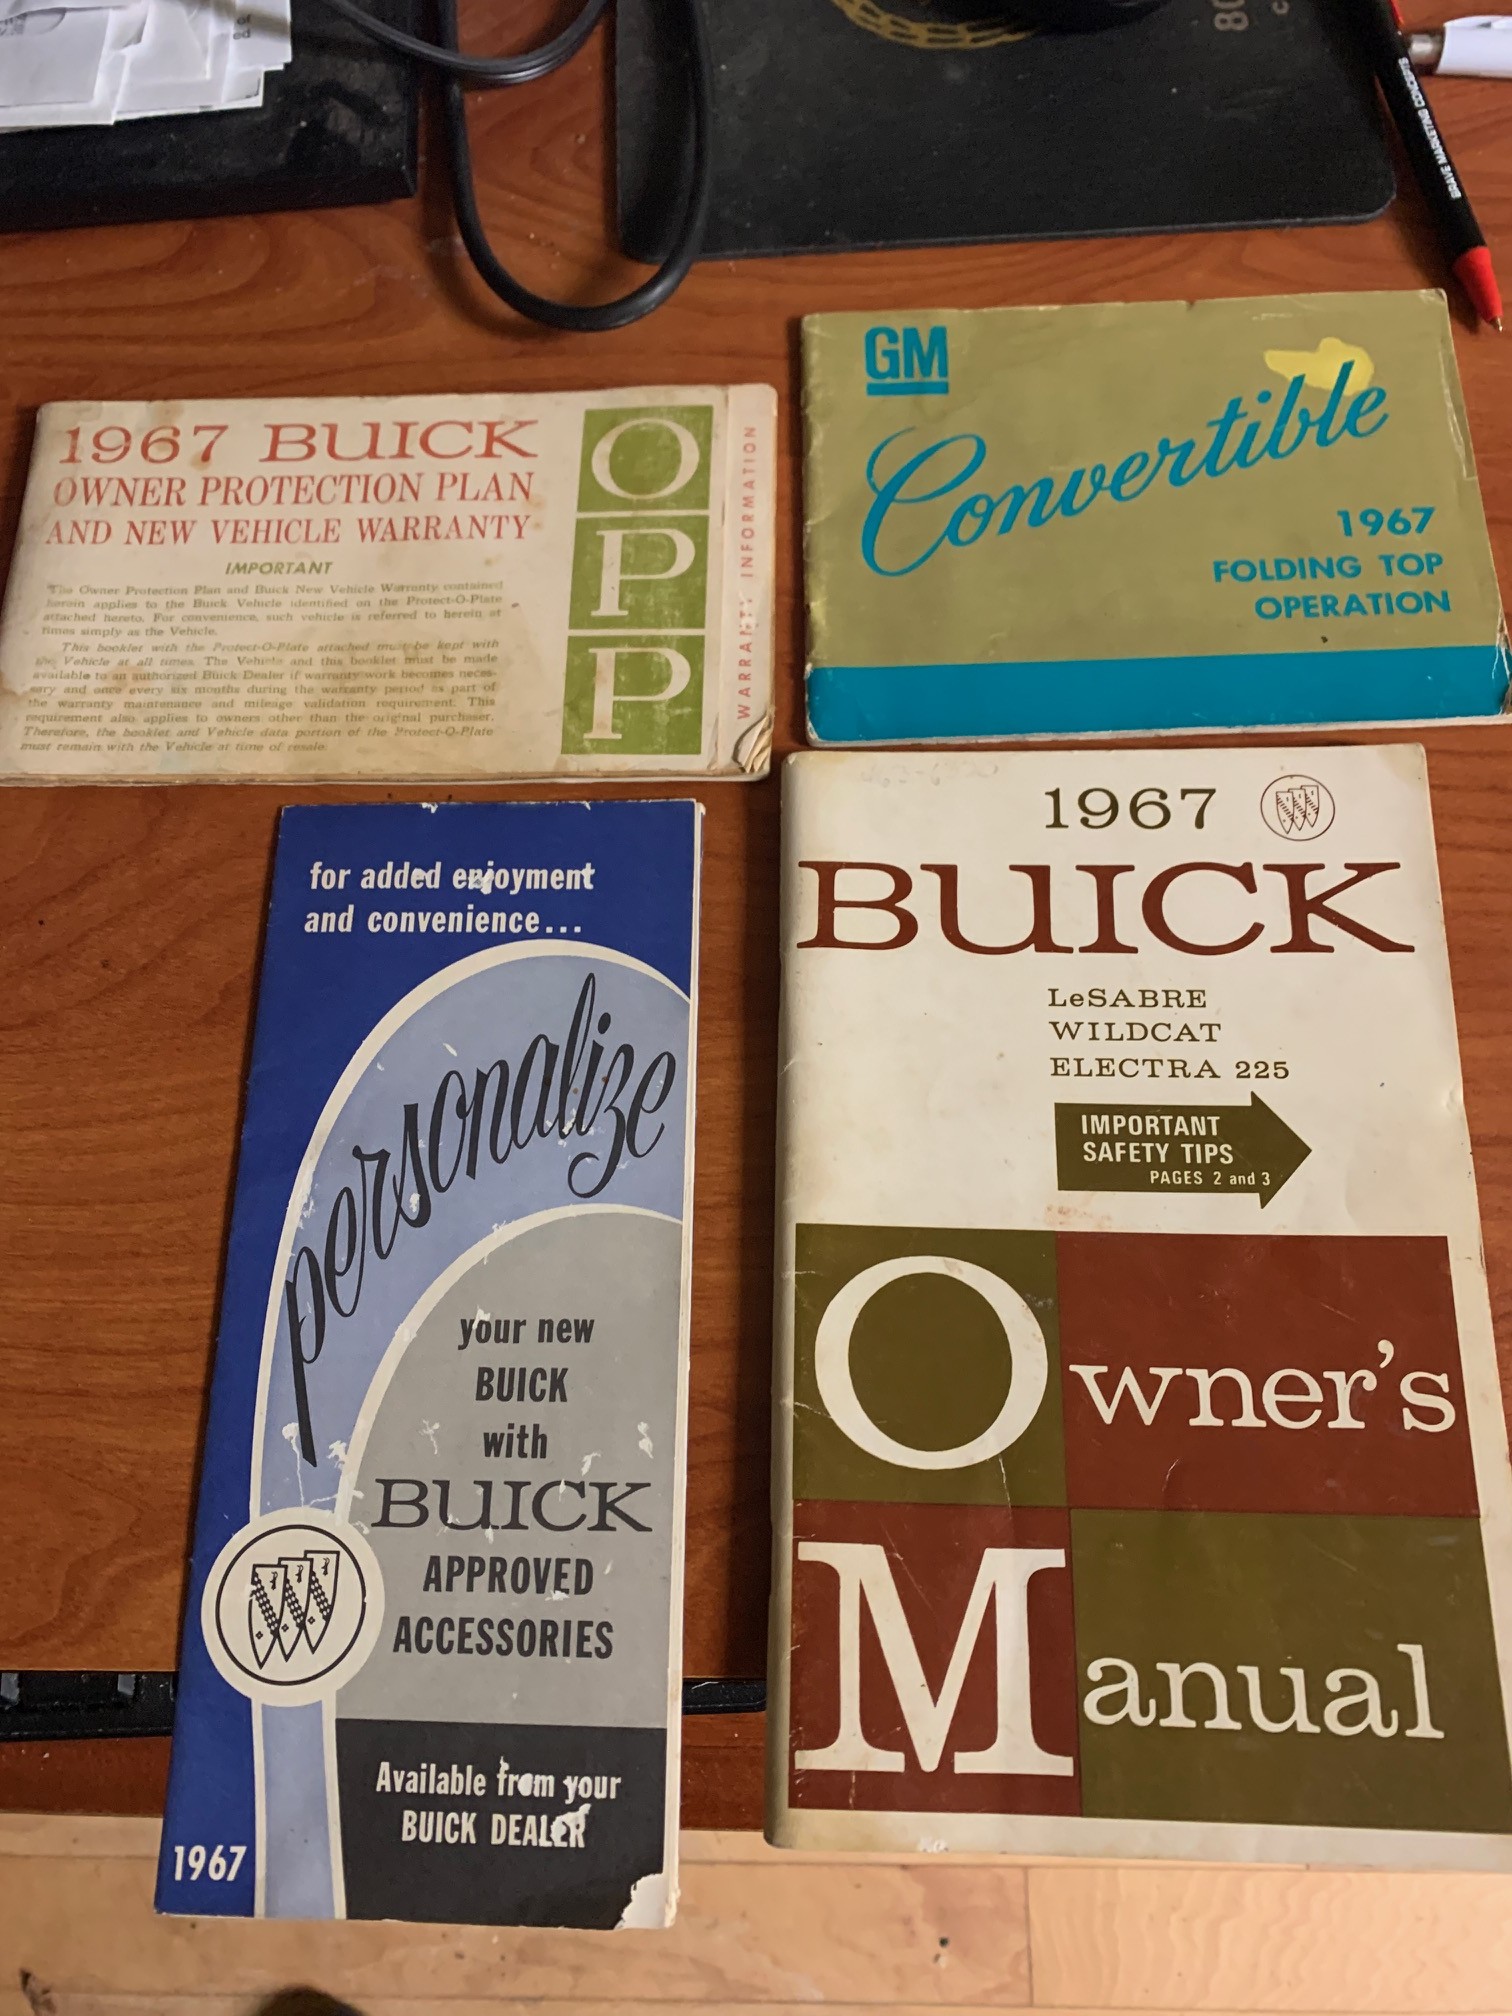 of
ed
80
BRAVE MARKETING CONCEPTS
1967 BUICK
OWNER PROTECTION PLAN
AND NEW VEHICLE WARRANTY
IMPORTANT
The Owner Protection Plan and Buick New Vehicle Warranty contained
herein applies to the Buick Vehicle identified on the Protect-O-Plate
attached hereto. For convenience, such vehicle is referred to herein at
times simply as the Vehicle.
This booklet with the Protect-O-Plate attached must be kept with
the Vehicle at all times. The Vehicle and this booklet must be made
available to an authorized Buick Dealer if warranty work becomes neces-
sary and once every six months during the warranty period as part of
the warranty maintenance and mileage validation requirement. This
requirement also applies to owners other than the original purchaser.
Therefore, the booklet and Vehicle data portion of the Protect-O-Plate
must remain with the Vehicle at time of resale.
O
P
P
WARRANTY INFORMATION
GM
Convertible
1967
FOLDING TOP
OPERATION
for added enjoyment
and convenience...
personalize
your new
BUICK
with
BUICK
APPROVED
ACCESSORIES
Available from your
BUICK DEALER
1967
1967
BUICK
LeSABRE
WILDCAT
ELECTRA 225
IMPORTANT
SAFETY TIPS
PAGES 2 and 3
Owner's
Manual